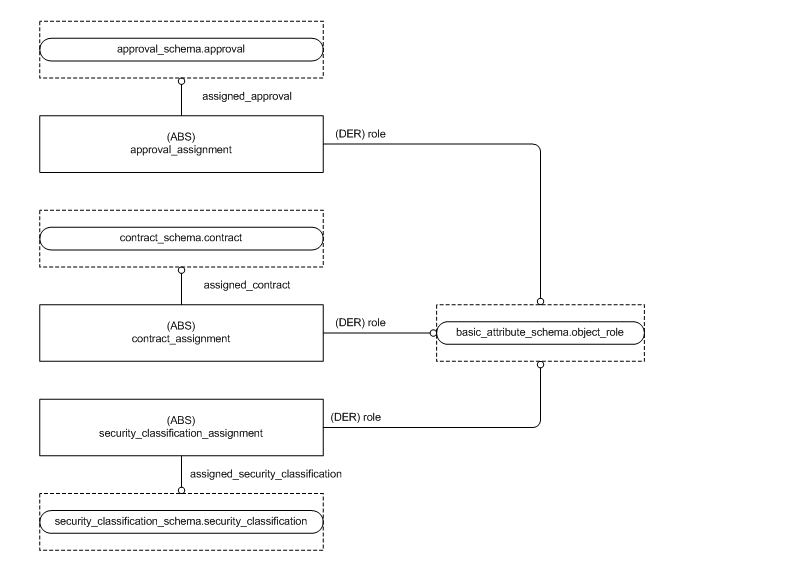 approval_schema.approval
assigned_approval
(ABS)
approval_assignment
(DER) role
contract_schema.contract
assigned_contract
(ABS)
contract_assignment
(DER) role
basic_attribute_schema.object_role
(ABS)
security_classification_assignment
(DER) role
assigned_security_classification
security_classification_schema.security_classification